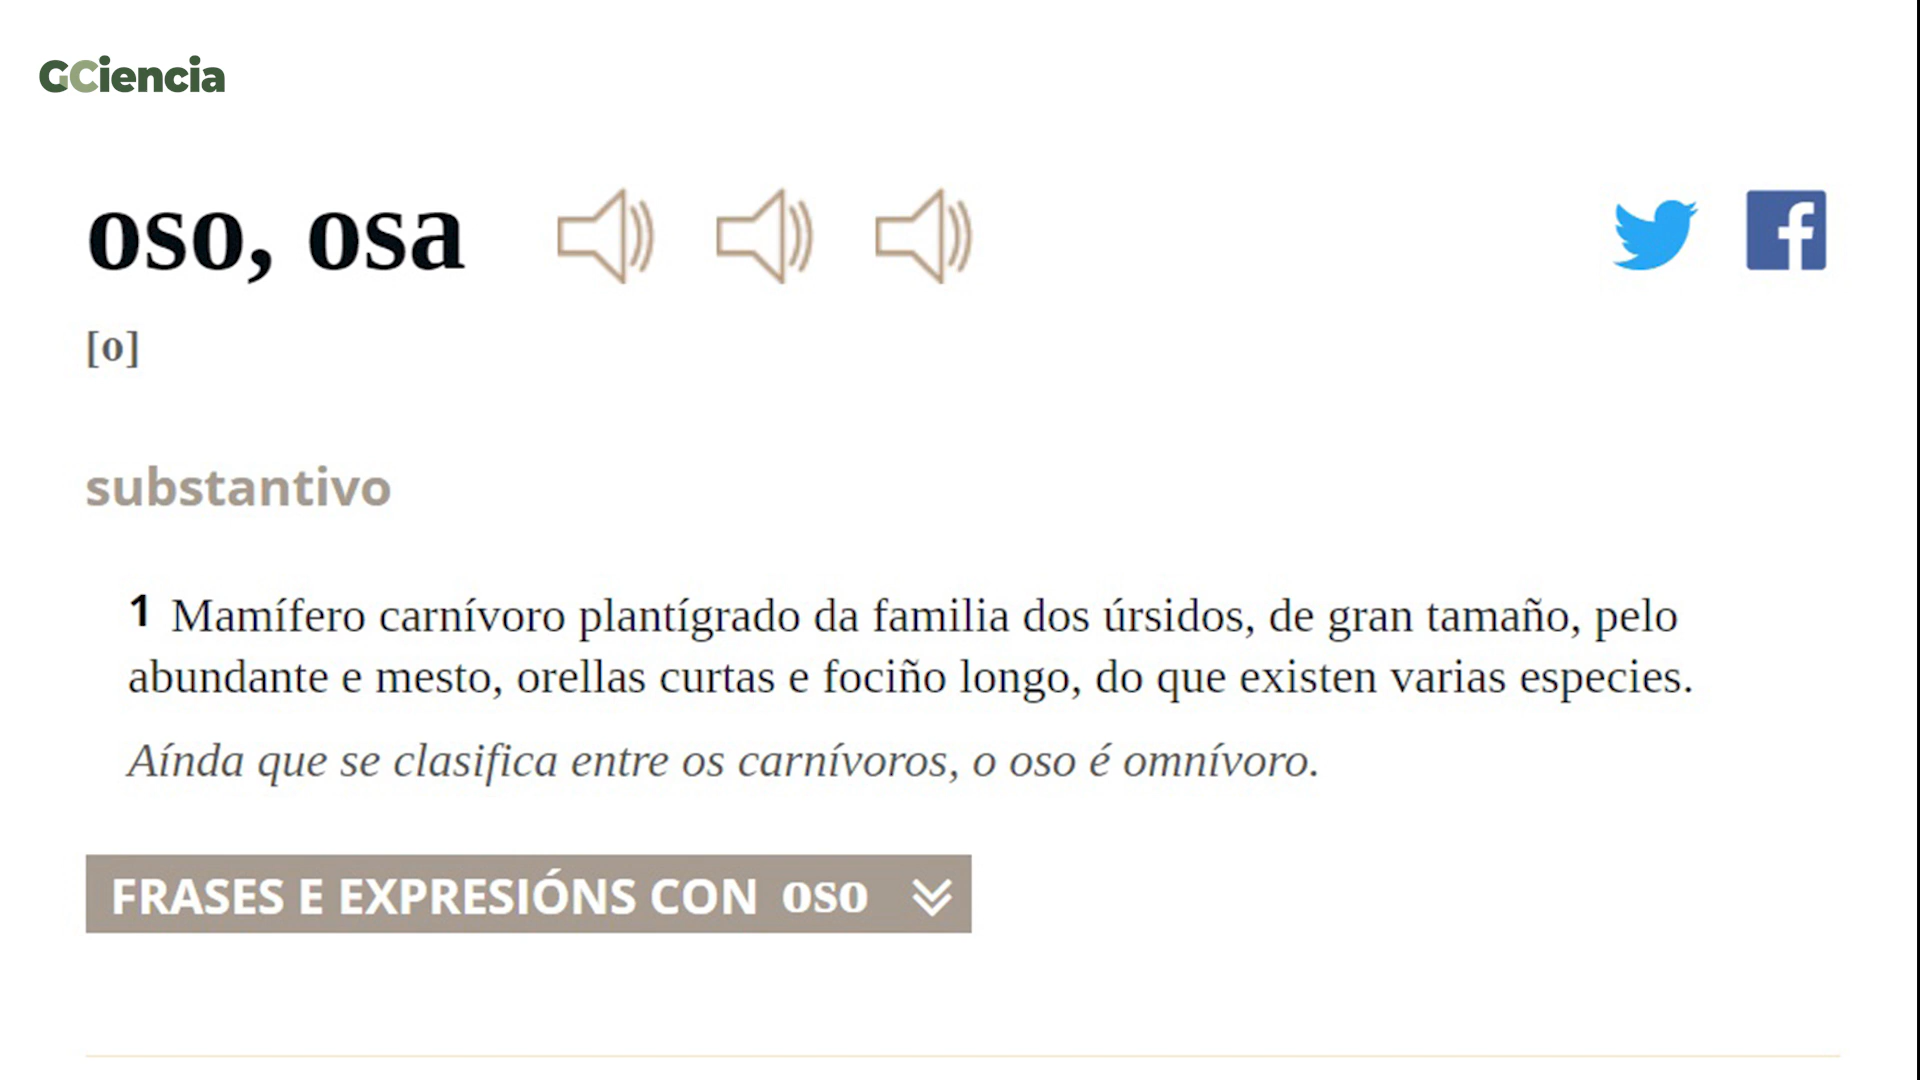 GCiencia
oso, osa
[o]
substantivo
1 Mamífero carnívoro plantígrado da familia dos úrsidos, de gran tamaño, pelo
abundante e mesto, orellas curtas e fociño longo, do que existen varias especies.
Aínda que se clasifica entre os carnívoros, o oso é omnívoro.
FRASES E EXPRESIÓNS CON oso